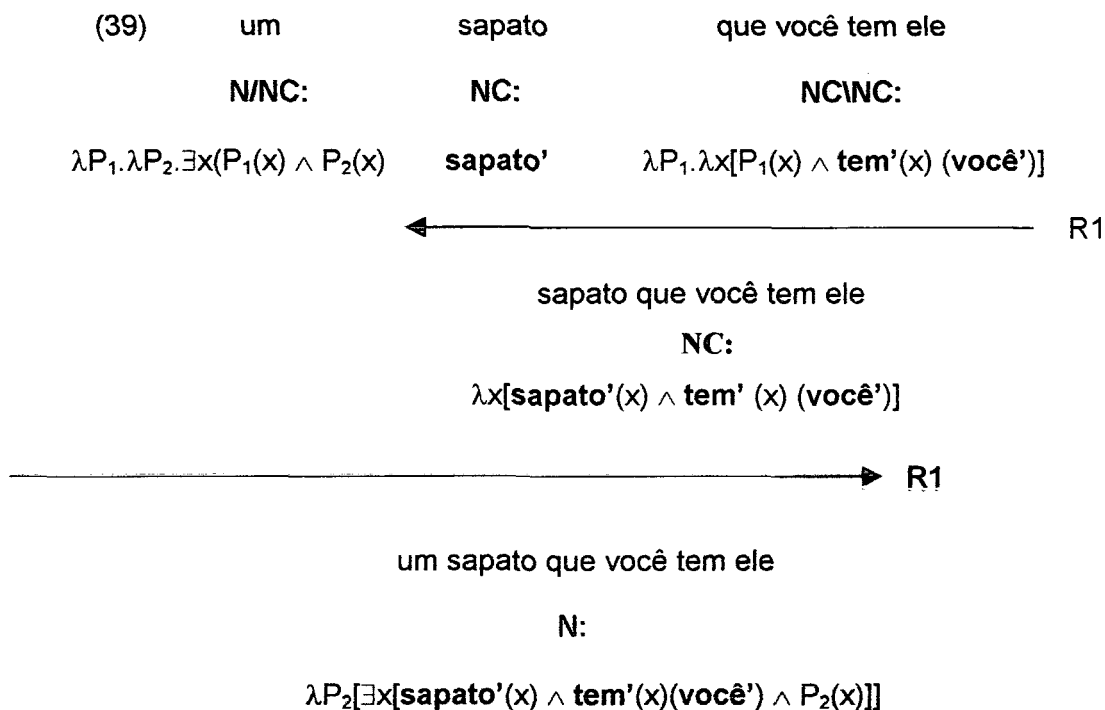 (39) um sapato que você tem ele
N/NC: NC: NC\NC:
λP₁.λP₂.∃x(P₁(x) ∧ P₂(x) sapato' λP₁.λx[P₁(x) ∧ tem'(x) (você')]
R1
sapato que você tem ele
NC:
λx[sapato'(x) ∧ tem' (x) (você')]
R1
um sapato que você tem ele
N:
λP₂[∃x[sapato'(x) ∧ tem'(x)(você') ∧ P₂(x)]]